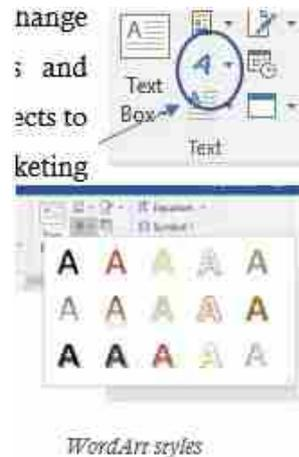 hange
s and
ects to
keting
Text
Box
Text
Equation
Symbol
A A A A A
A A A A A
A A A A A
WordArt styles